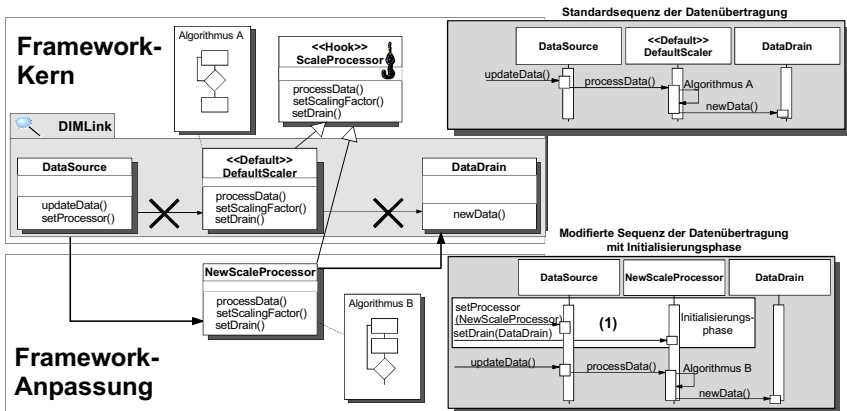 Framework-
Kern
Algorithmus A
<<Hook>>
ScaleProcessor
processData()
setScalingFactor()
setDrain()
DIMLink
DataSource
updateData()
setProcessor()
<<Default>>
DefaultScaler
processData()
setScalingFactor()
setDrain()
DataDrain
newData()
NewScaleProcessor
processData()
setScalingFactor()
setDrain()
Algorithmus B
Framework-
Anpassung
Standardsequenz der Datenübertragung
DataSource
<<Default>>
DefaultScaler
DataDrain
updateData()
processData()
Algorithmus A
newData()
Modifierte Sequenz der Datenübertragung
mit Initialisierungsphase
DataSource
NewScaleProcessor
DataDrain
setProcessor
(NewScaleProcessor)
setDrain(DataDrain)
(1)
Initialisierungs-
phase
updateData()
processData()
Algorithmus B
newData()